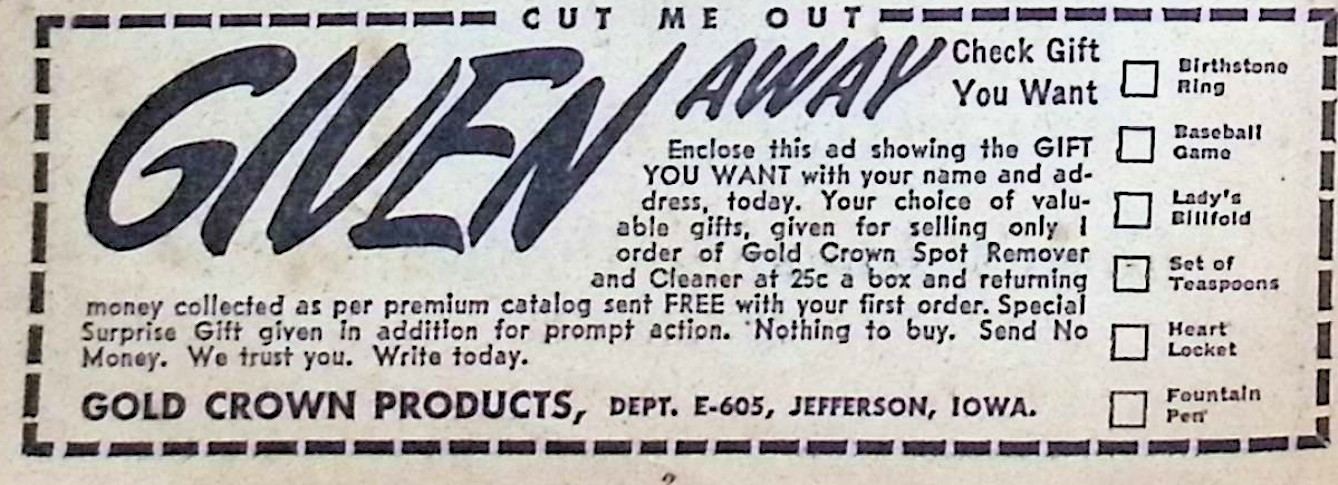 CUT ME OUT
GIVEN AWAY
Check Gift
You Want
Enclose this ad showing the GIFT
YOU WANT with your name and ad-
dress, today. Your choice of valu-
able gifts, given for selling only 1
order of Gold Crown Spot Remover
and Cleaner at 25c a box and returning
money collected as per premium catalog sent FREE with your first order. Special
Surprise Gift given in addition for prompt action. Nothing to buy. Send No
Money. We trust you. Write today.
GOLD CROWN PRODUCTS, DEPT. E-605, JEFFERSON, IOWA.
Birthstone
Ring
Baseball
Game
Lady's
Billfold
Set of
Teaspoons
Heart
Locket
Fountain
Pen